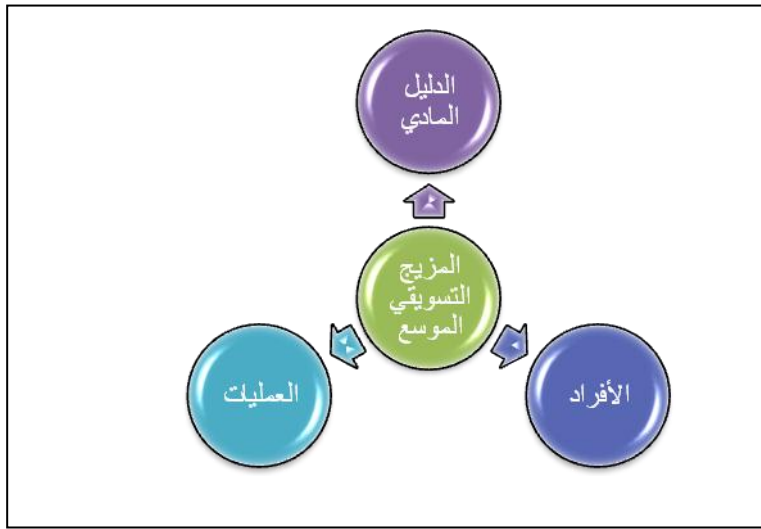 الدليل
المادي
المزيج
التسويقي
الموسع
الأفراد
العمليات